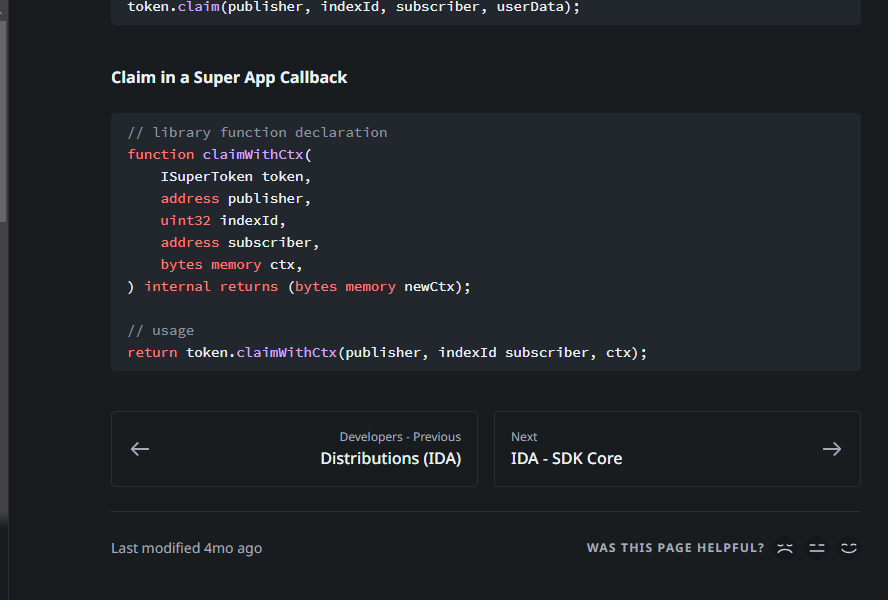 token.claim(publisher, indexId, subscriber, userData);
Claim in a Super App Callback
// library function declaration
function claimWithCtx(
    ISuperToken token,
    address publisher,
    uint32 indexId,
    address subscriber,
    bytes memory ctx,
) internal returns (bytes memory newCtx);
// usage
return token.claimWithCtx(publisher, indexId subscriber, ctx);
Developers - Previous
Distributions (IDA)
Next
IDA - SDK Core
Last modified 4mo ago
WAS THIS PAGE HELPFUL?